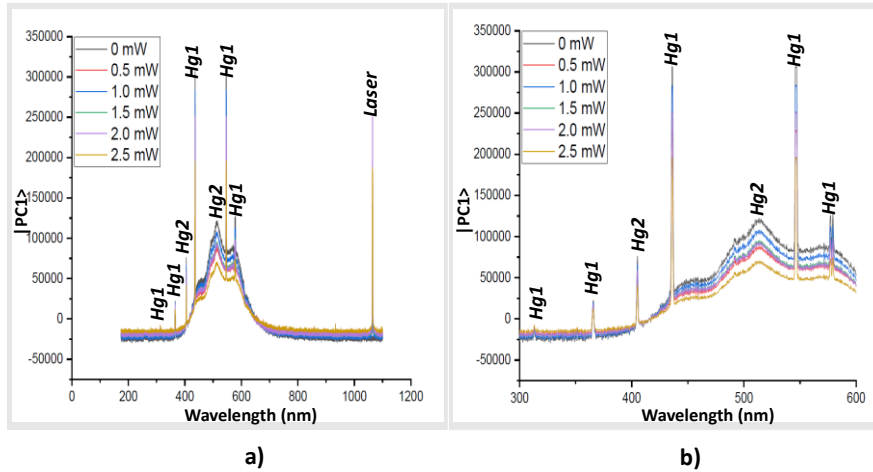 350000
300000
250000
200000
150000
100000
50000
0
-50000
|PC1>
0 mW
0.5 mW
1.0 mW
1.5 mW
2.0 mW
2.5 mW
Hg1
Hg1
Hg2
Hg1
Hg2
Hg1
Hg1
Laser
0 200 400 600 800 1000 1200
Wavelength (nm)
a)
350000
300000
250000
200000
150000
100000
50000
0
-50000
|PC1>
0 mW
0.5 mW
1.0 mW
1.5 mW
2.0 mW
2.5 mW
Hg1
Hg1
Hg2
Hg1
Hg2
Hg1
Hg1
300 400 500 600
Wavelength (nm)
b)